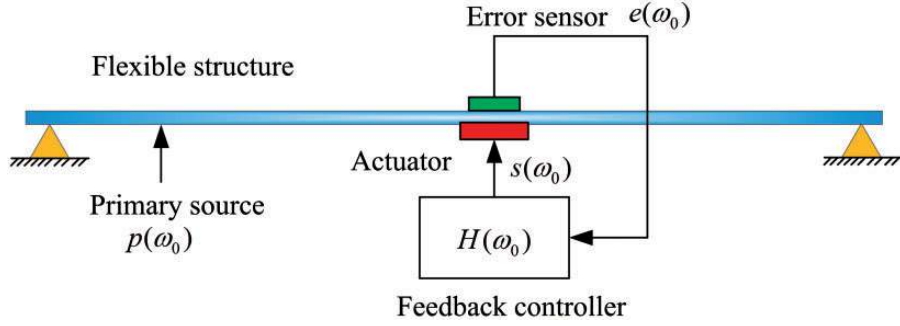 Error sensor e(ω₀)
Flexible structure
Actuator
s(ω₀)
Primary source
p(ω₀)
H(ω₀)
Feedback controller